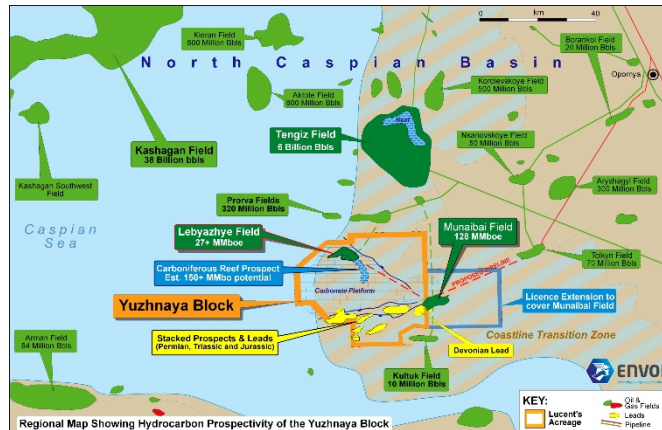 0 km 40
Kieran Field
500 Million Bbls
Borankol Field
20 Million Bbls
North Caspian Basin
Opornys
Aktote Field
800 Million Bbls
Korolevskoye Field
500 Million Bbls
Reef
Kashagan Field
38 Billion bbls
Tengiz Field
6 Billion Bbls
Nsanovskoye Field
50 Million Bbls
Kashagan Southwest
Field
Aryshagyl Field
300 Million Bbls
Prorva Fields
320 Million Bbls
Caspian
Sea
Lebyazhye Field
27+ MMboe
Munaibai Field
128 MMboe
Tolkyn Field
70 Million Bbls
Carboniferous Reef Prospect
Est. 150+ MMbo potential
PROPOSED PIPELINE
Carbonate Platform
Yuzhnaya Block
Licence Extension to
cover Munaibai Field
Stacked Prospects & Leads
(Permian, Triassic and Jurassic)
Coastline Transition Zone
Devonian Lead
Arman Field
84 Million Bbls
Kultuk Field
10 Million Bbls
ENVOI
KEY:
Lucent's
Acreage
Oil &
Gas Fields
Leads
Pipeline
Regional Map Showing Hydrocarbon Prospectivity of the Yuzhnaya Block